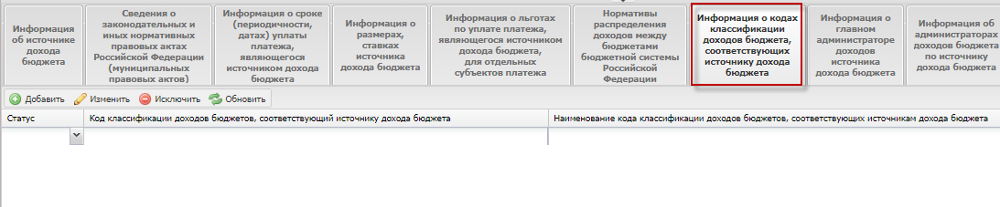 Информация
об источнике
дохода
бюджета
Сведения о
законодательных и
иных нормативных
правовых актах
Российской Федерации
(муниципальных
правовых актов)
Информация о сроке
(периодичности,
датах) уплаты
платежа,
являющегося
источником дохода
бюджета
Информация о
размерах,
ставках
источника
дохода бюджета
Информация о льготах
по уплате платежа,
являющегося источником
дохода бюджета,
для отдельных
субъектов платежа
Нормативы
распределения
доходов между
бюджетами
бюджетной системы
Российской
Федерации
Информация о кодах
классификации
доходов бюджета,
соответствующих
источнику дохода
бюджета
Информация о
главном
администраторе
доходов
источника
дохода бюджета
Информация об
администраторах
доходов бюджета
по источнику
дохода бюджета
Добавить Изменить Исключить Обновить
Статус Код классификации доходов бюджетов, соответствующий источнику дохода бюджета Наименование кода классификации доходов бюджетов, соответствующих источникам дохода бюджета